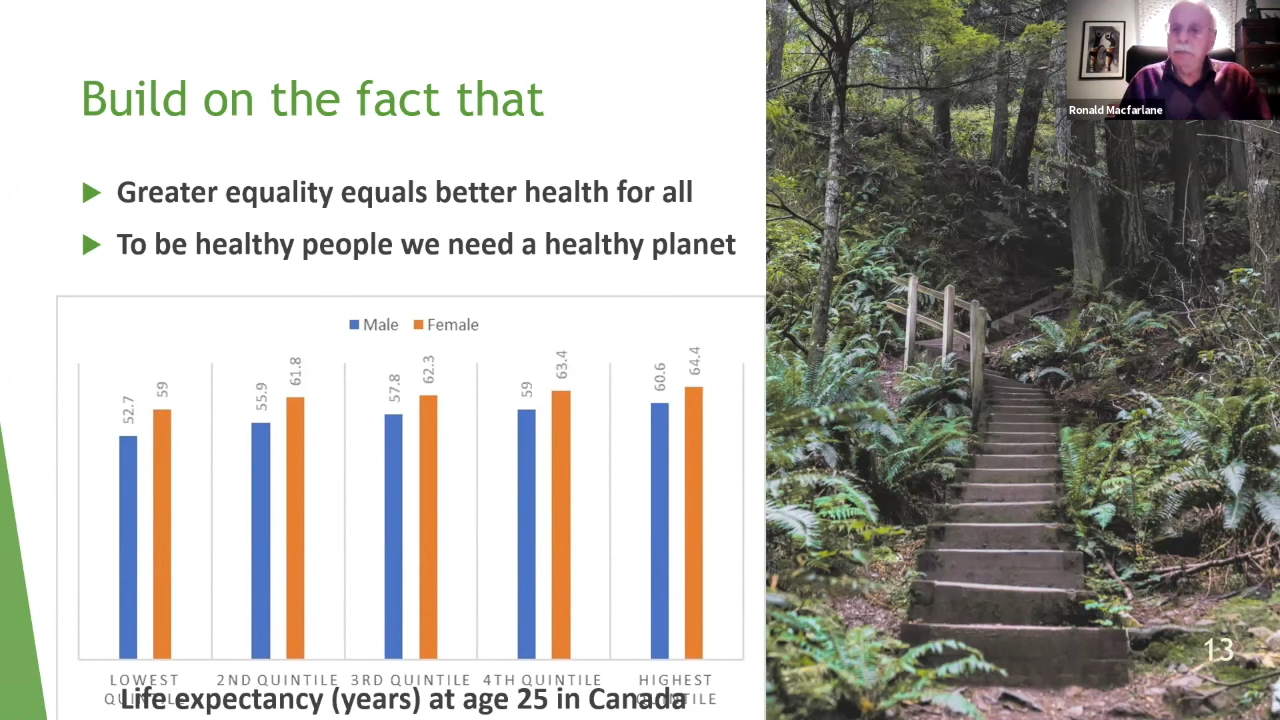 Build on the fact that
Greater equality equals better health for all
To be healthy people we need a healthy planet
Male Female
52.7 59 55.9 61.8 57.8 62.3 59 63.4 60.6 64.4
LOWEST QUINTILE 2ND QUINTILE 3RD QUINTILE 4TH QUINTILE HIGHEST QUINTILE
Life expectancy (years) at age 25 in Canada
Ronald Macfarlane
13